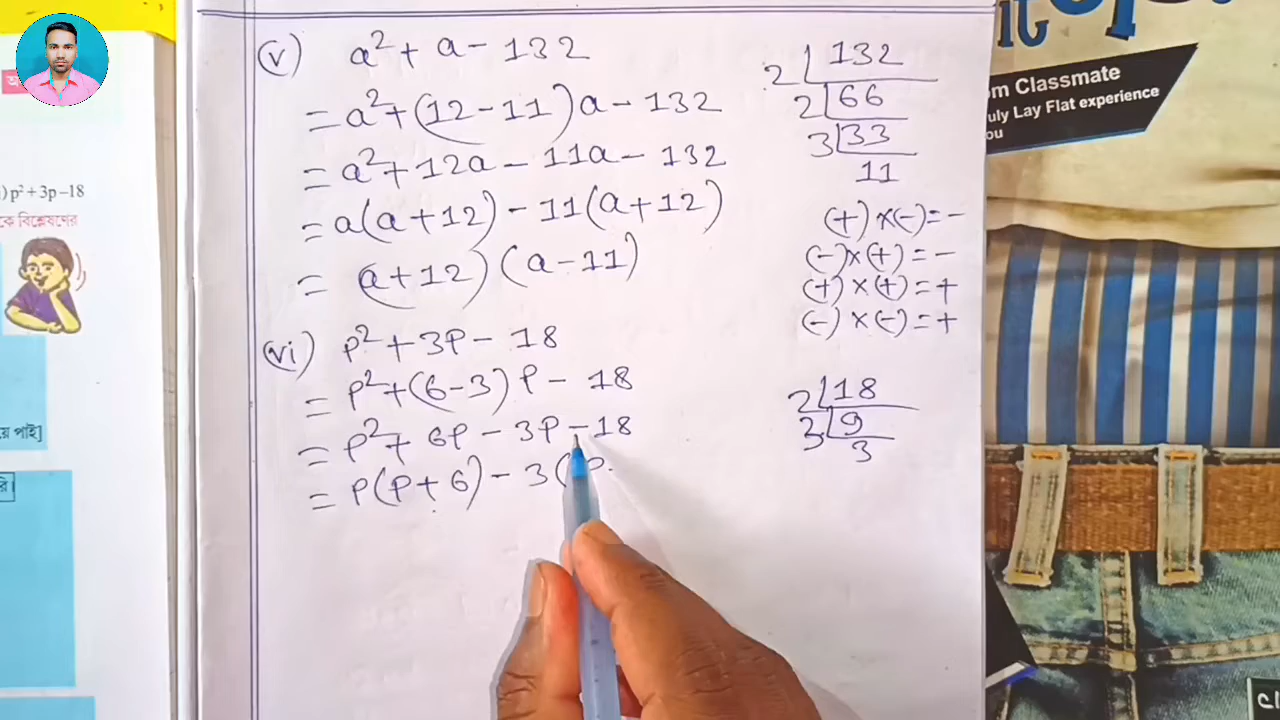 (v) a² + a - 132
= a² + (12 - 11)a - 132
= a² + 12a - 11a - 132
= a(a + 12) - 11(a + 12)
= (a + 12) (a - 11)
(vi) p² + 3p - 18
= p² + (6 - 3) p - 18
= p² + 6p - 3p - 18
= p(p + 6) - 3(p
2 | 132
2 | 66
3 | 33
11
(+) × (-) = -
(-) × (+) = -
(+) × (+) = +
(-) × (-) = +
2 | 18
3 | 9
3
) p² + 3p – 18
কে বিশ্লেষণের
য়ে পাই]
রি।
it
m Classmate
uly Lay Flat experience
ou